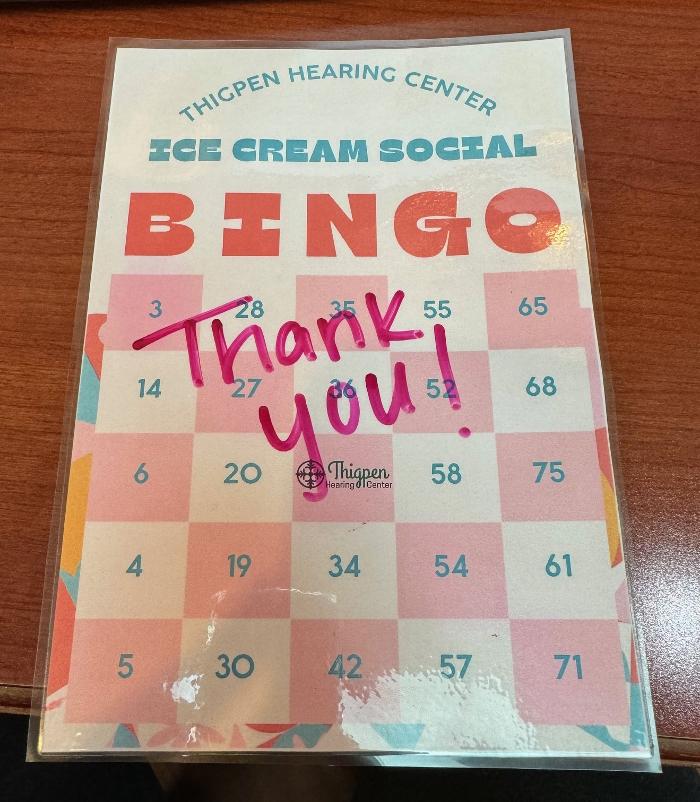 THIGPEN HEARING CENTER
ICE CREAM SOCIAL
BINGO
3 28 35 55 65
Thank
14 27 36 52 68
you!
6 20 Thigpen Hearing Center 58 75
4 19 34 54 61
5 30 42 57 71